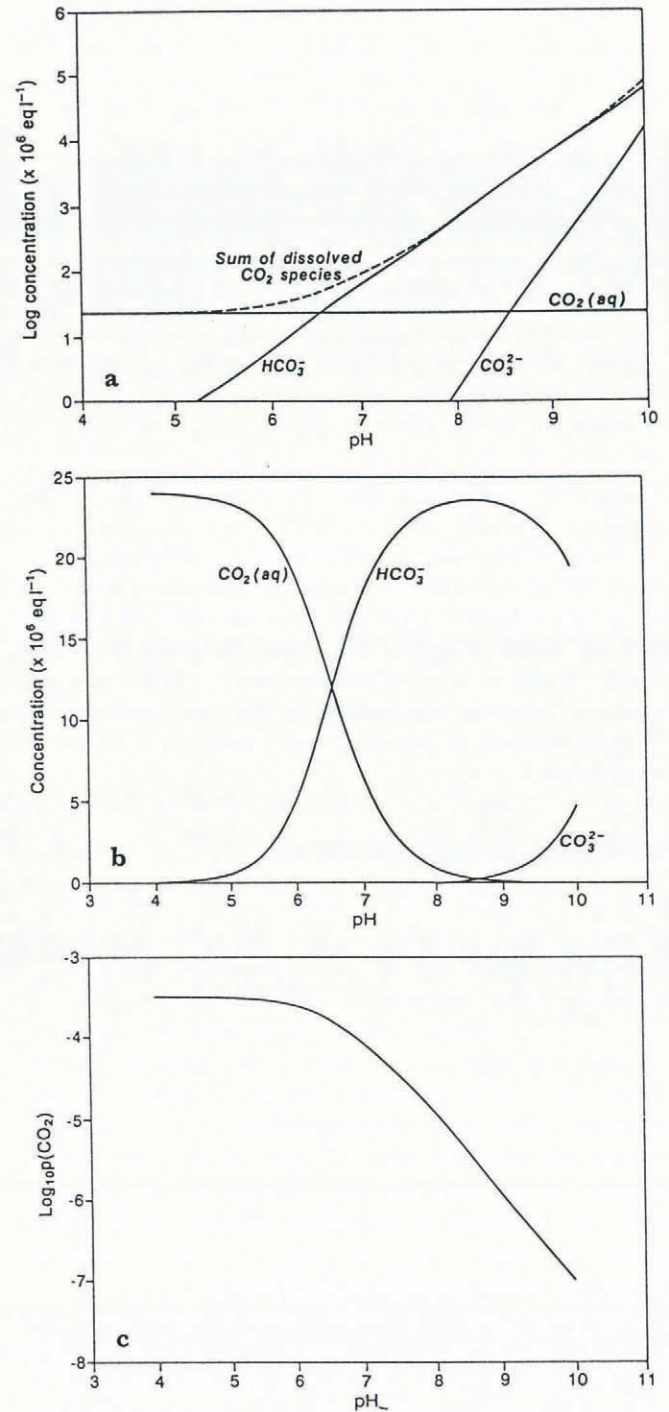 6
5
4
3
2
1
0
Log concentration (x 10⁶ eq l⁻¹)
Sum of dissolved
CO₂ species
CO₂ (aq)
HCO₃⁻
CO₃²⁻
a
4 5 6 7 8 9 10
pH
25
20
15
10
5
0
Concentration (x 10⁶ eq l⁻¹)
CO₂ (aq)
HCO₃⁻
CO₃²⁻
b
3 4 5 6 7 8 9 10 11
pH
-3
-4
-5
-6
-7
-8
Log₁₀p(CO₂)
c
3 4 5 6 7 8 9 10 11
pH